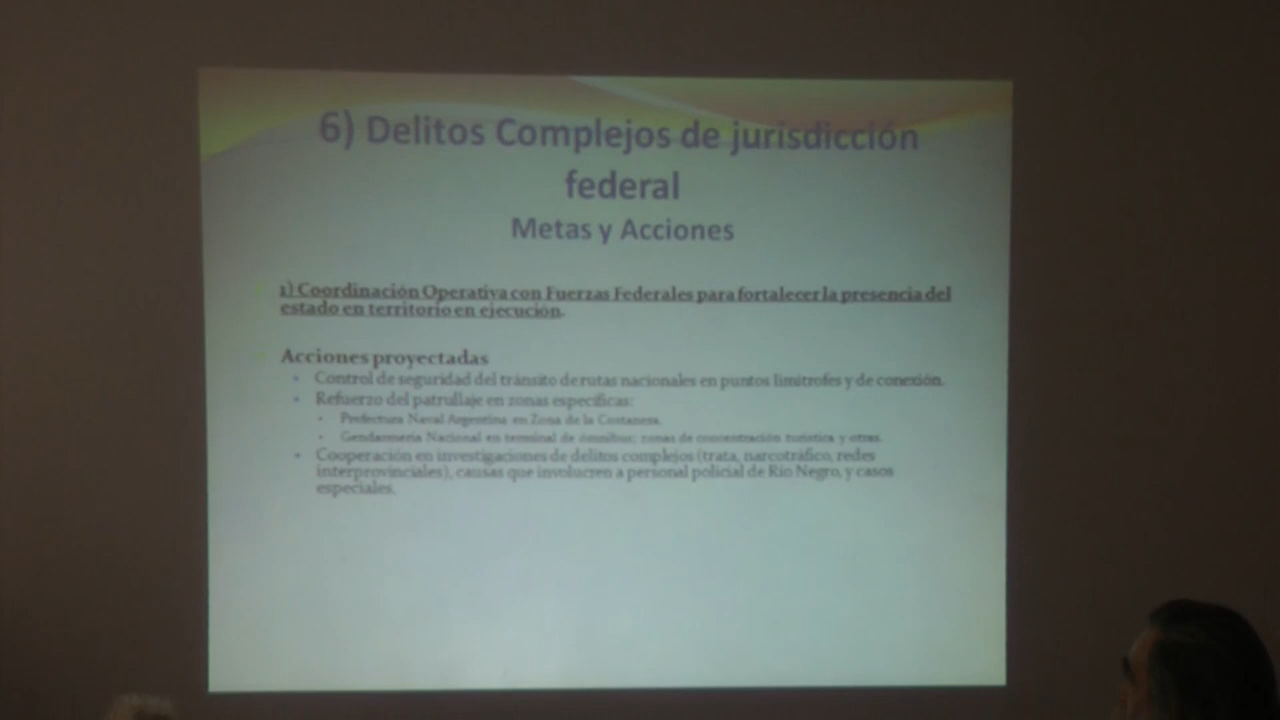 6) Delitos Complejos de jurisdicción
federal
Metas y Acciones
1) Coordinación Operativa con Fuerzas Federales para fortalecer la presencia del
estado en territorio en ejecución.
Acciones proyectadas
Control de seguridad del tránsito de rutas nacionales en puntos limítrofes y de conexión.
Refuerzo del patrullaje en zonas específicas:
Prefectura Naval Argentina en Zona de la Costanera.
Gendarmería Nacional en terminal de ómnibus; zonas de concentración turística y otras.
Cooperación en investigaciones de delitos complejos (trata, narcotráfico, redes
interprovinciales), causas que involucren a personal policial de Río Negro, y casos
especiales.